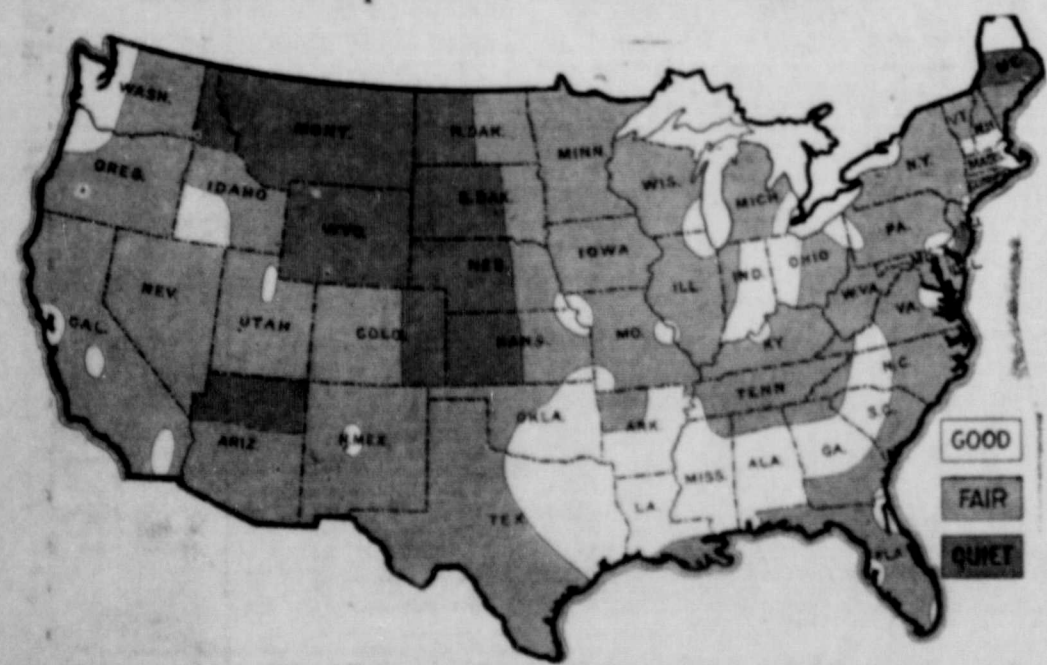 WASH.
MONT.
N.DAK.
MINN.
ME.
VT.
N.H.
MASS.
OREG.
IDAHO
WYO.
S.DAK.
WIS.
MICH.
N.Y.
NEV.
UTAH
COLO.
NEB.
IOWA
ILL.
IND.
OHIO
PA.
W.VA.
VA.
CAL.
KANS.
MO.
KY.
TENN
N.C.
S.C.
ARIZ.
N.MEX.
OKLA.
ARK.
TEX.
LA.
MISS.
ALA.
GA.
FLA.
GOOD
FAIR
QUIET